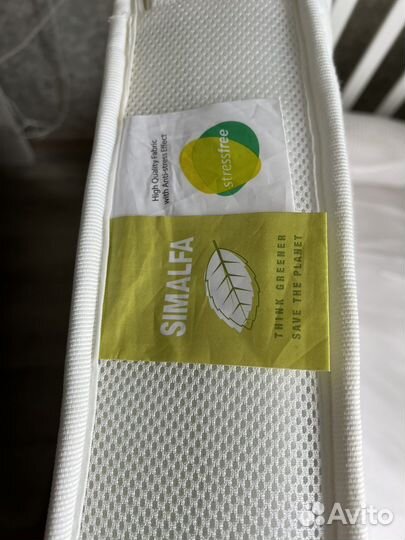 High Quality Fabric
with Anti-stress Effect
stressfree
SIMALFA
THINK GREENER
SAVE THE PLANET
Avito